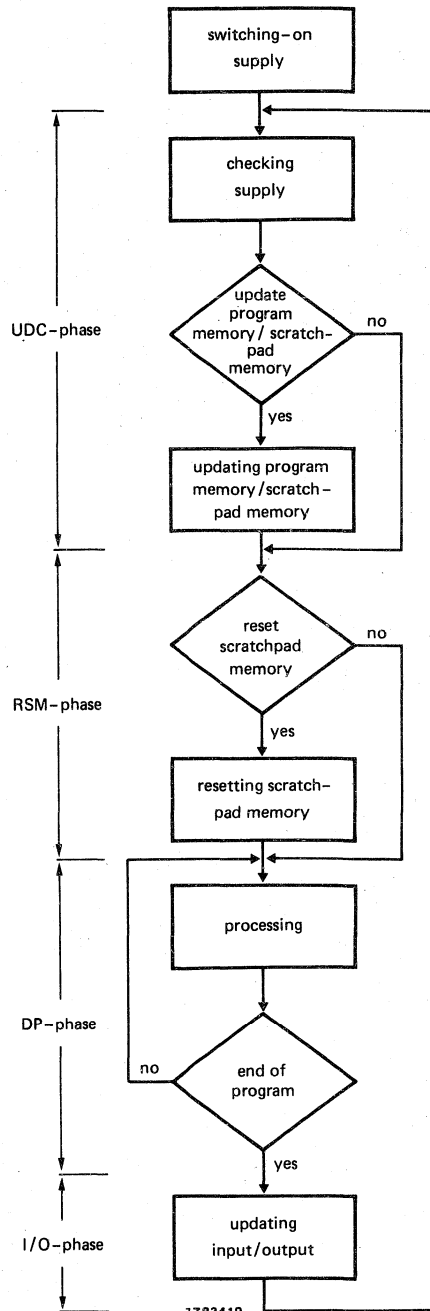 switching-on
supply
checking
supply
update
program
memory/scratch-
pad
memory
no
UDC-phase
yes
updating program
memory/scratch-
pad memory
reset
scratchpad
memory
no
RSM-phase
yes
resetting scratch-
pad memory
processing
DP-phase
no
end of
program
yes
updating
input/output
I/O-phase